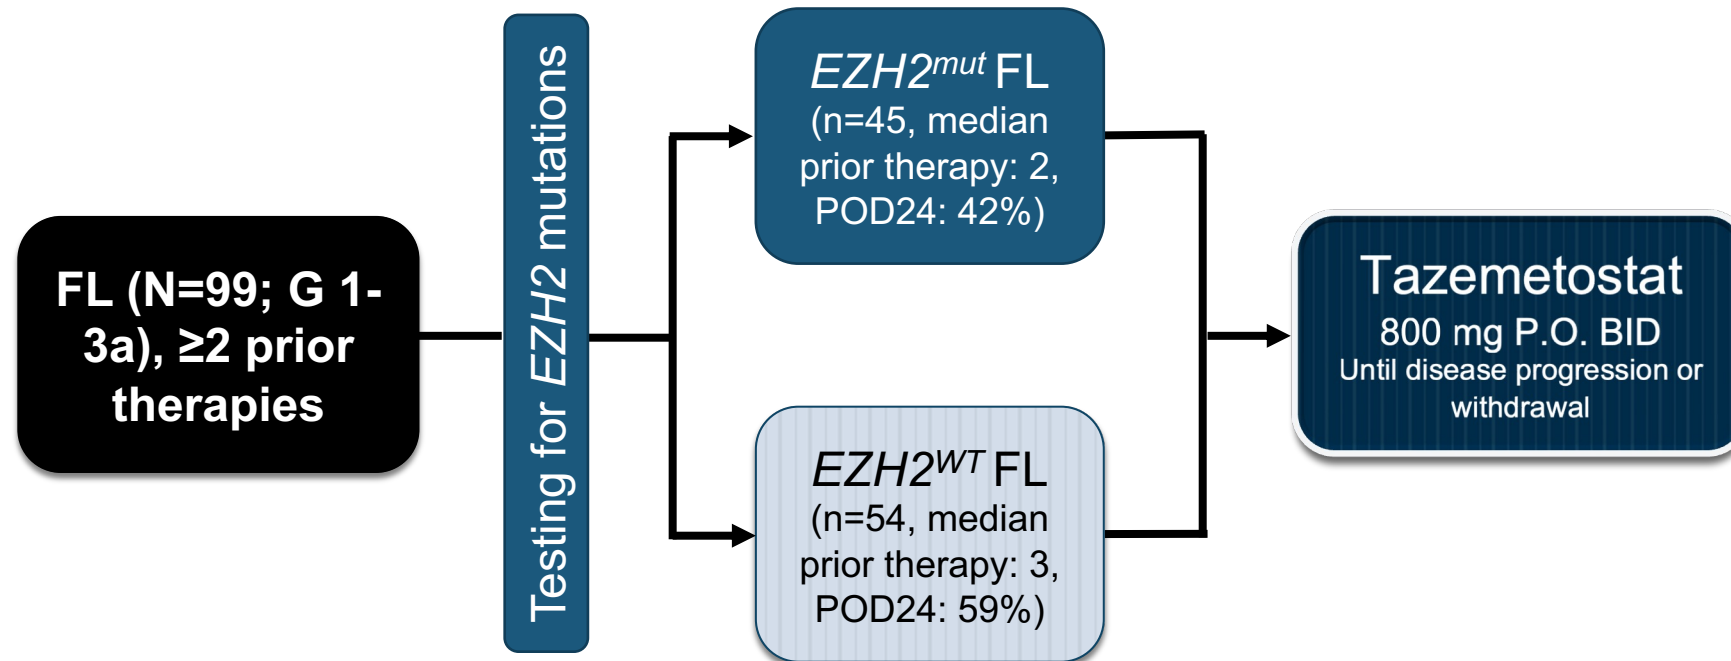 FL (N=99; G 1-
3a), ≥2 prior
therapies
Testing for EZH2 mutations
EZH2mut FL
(n=45, median
prior therapy: 2,
POD24: 42%)
EZH2WT FL
(n=54, median
prior therapy: 3,
POD24: 59%)
Tazemetostat
800 mg P.O. BID
Until disease progression or
withdrawal